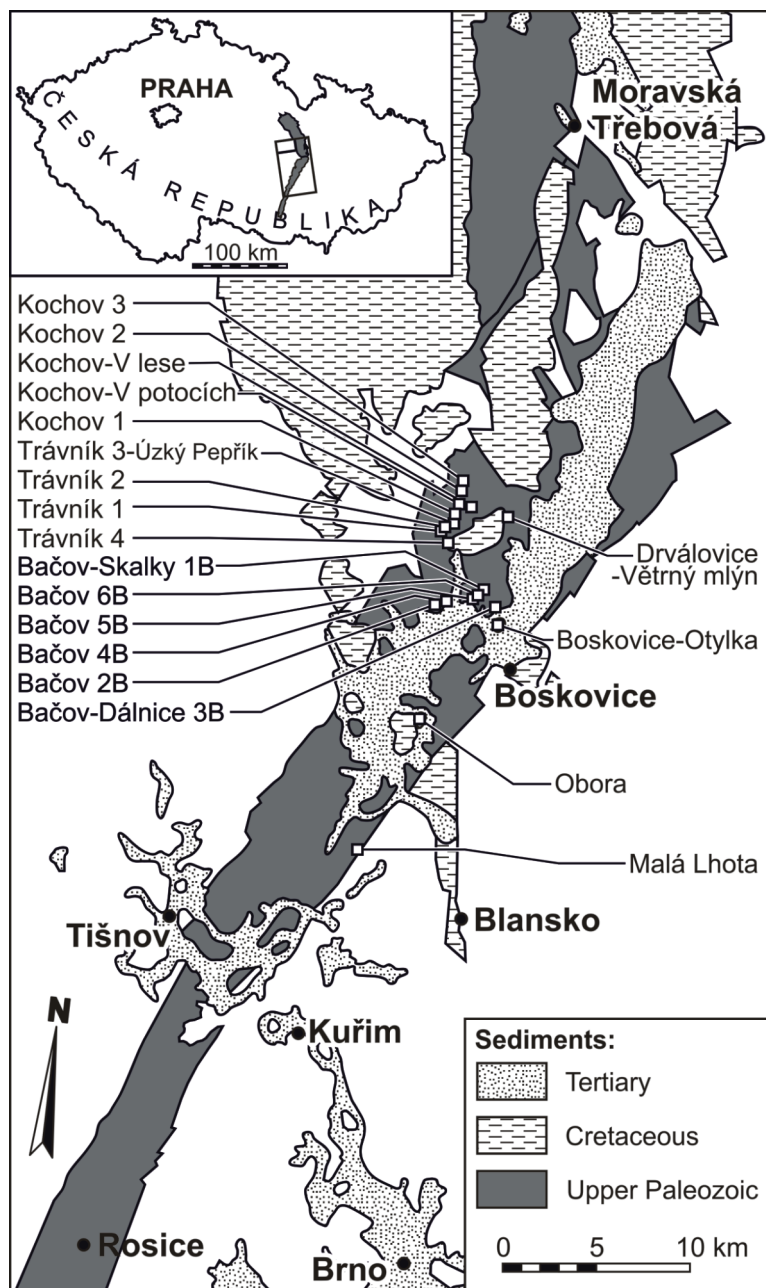 PRAHA
ČESKÁ REPUBLIKA
100 km
Moravská
Třebová
Kochov 3
Kochov 2
Kochov-V lese
Kochov-V potocích
Kochov 1
Trávník 3-Úzký Pepřík
Trávník 2
Trávník 1
Trávník 4
Bačov-Skalky 1B
Bačov 6B
Bačov 5B
Bačov 4B
Bačov 2B
Bačov-Dálnice 3B
Drválovice
-Větrný mlýn
Boskovice-Otylka
Boskovice
Obora
Malá Lhota
Tišnov
Blansko
N
Kuřim
Rosice
Brno
Sediments:
Tertiary
Cretaceous
Upper Paleozoic
0 5 10 km